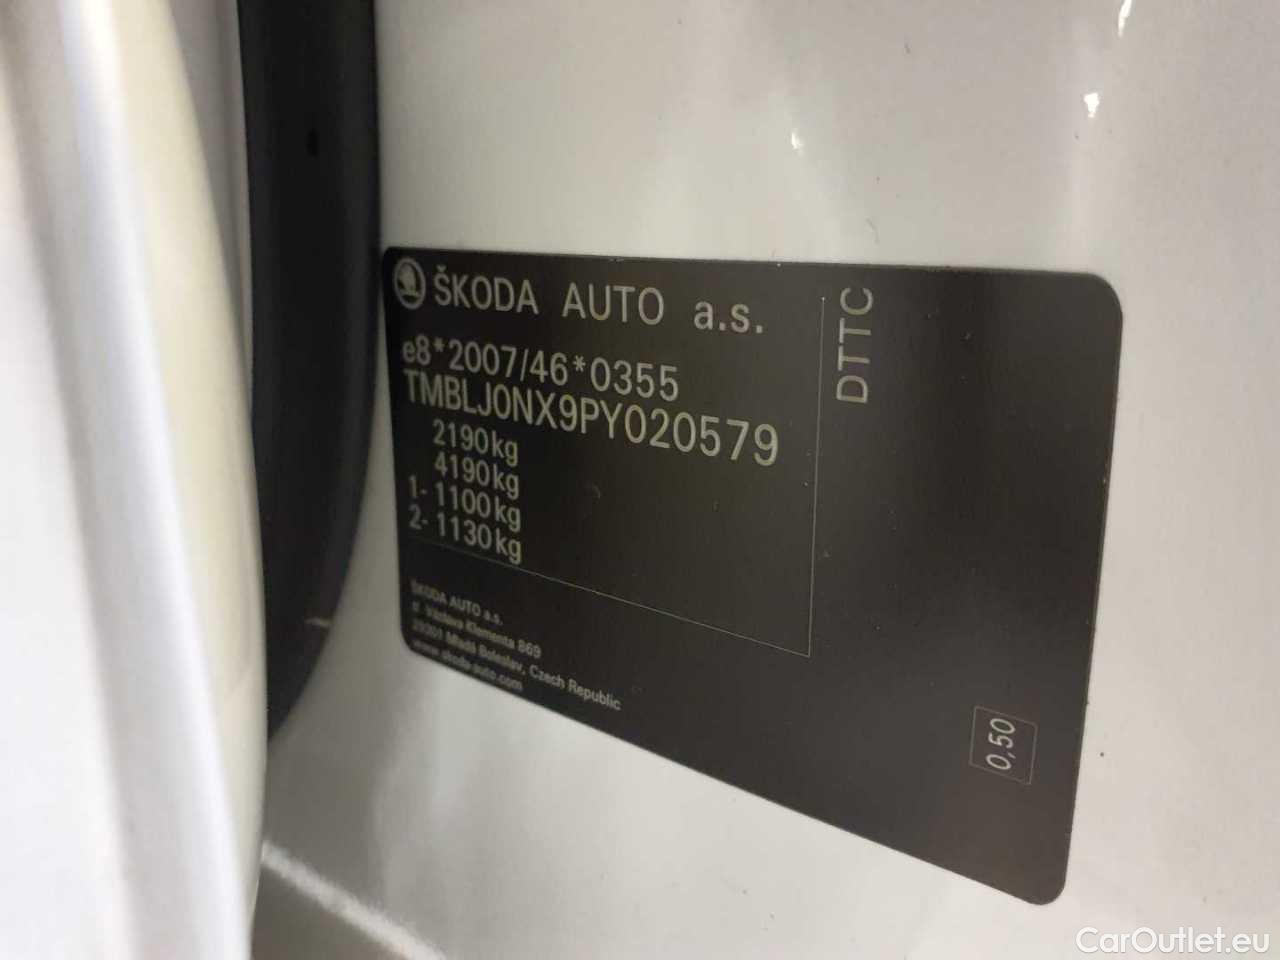 ŠKODA AUTO a.s.
e8*2007/46*0355
TMBLJ0NX9PY020579
2190kg
4190kg
1- 1100kg
2- 1130kg
DTTC
ŠKODA AUTO a.s.
tř. Václava Klementa 869
29301 Mladá Boleslav, Czech Republic
www.skoda-auto.com
0,50
CarOutlet.eu